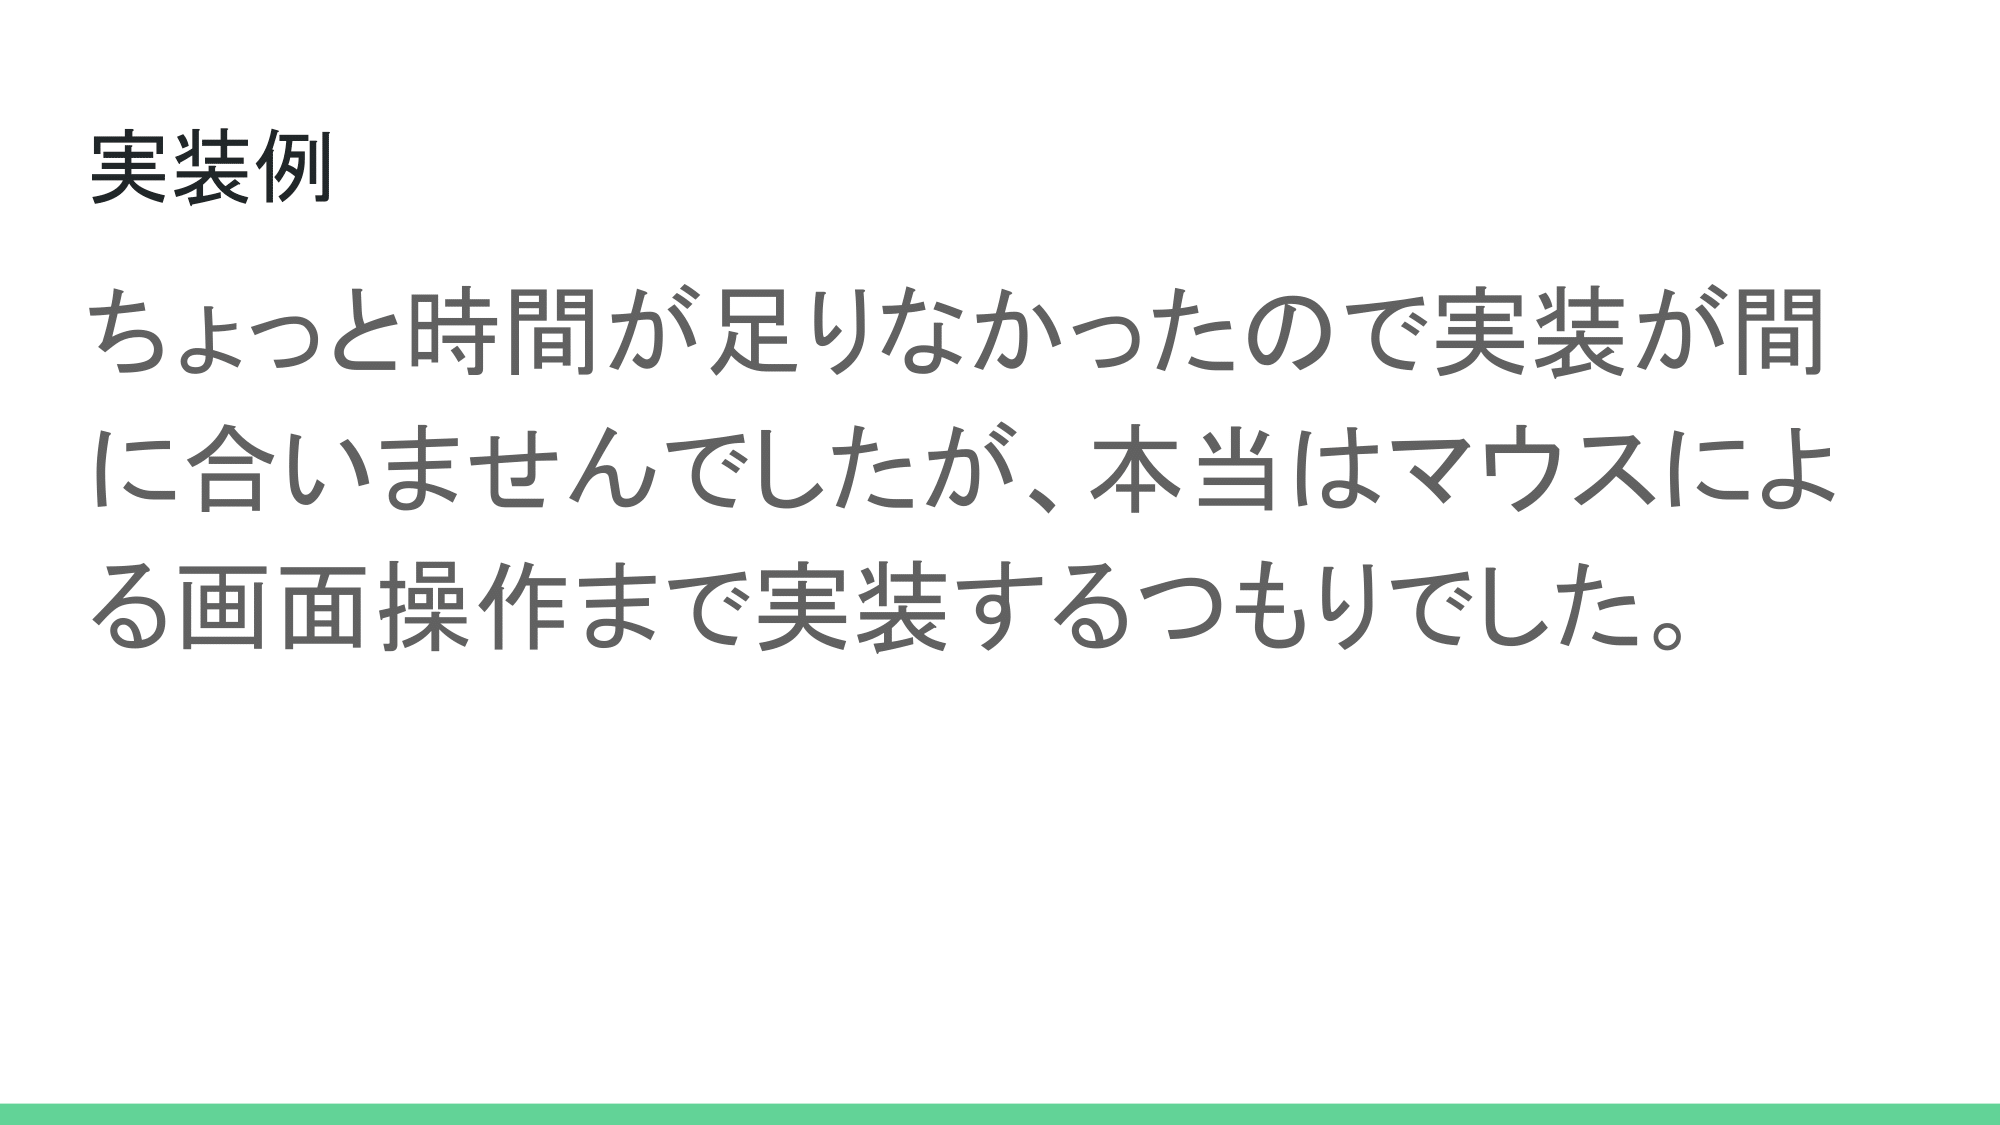 実装例
ちょっと時間が足りなかったので実装が間
に合いませんでしたが、本当はマウスによ
る画面操作まで実装するつもりでした。